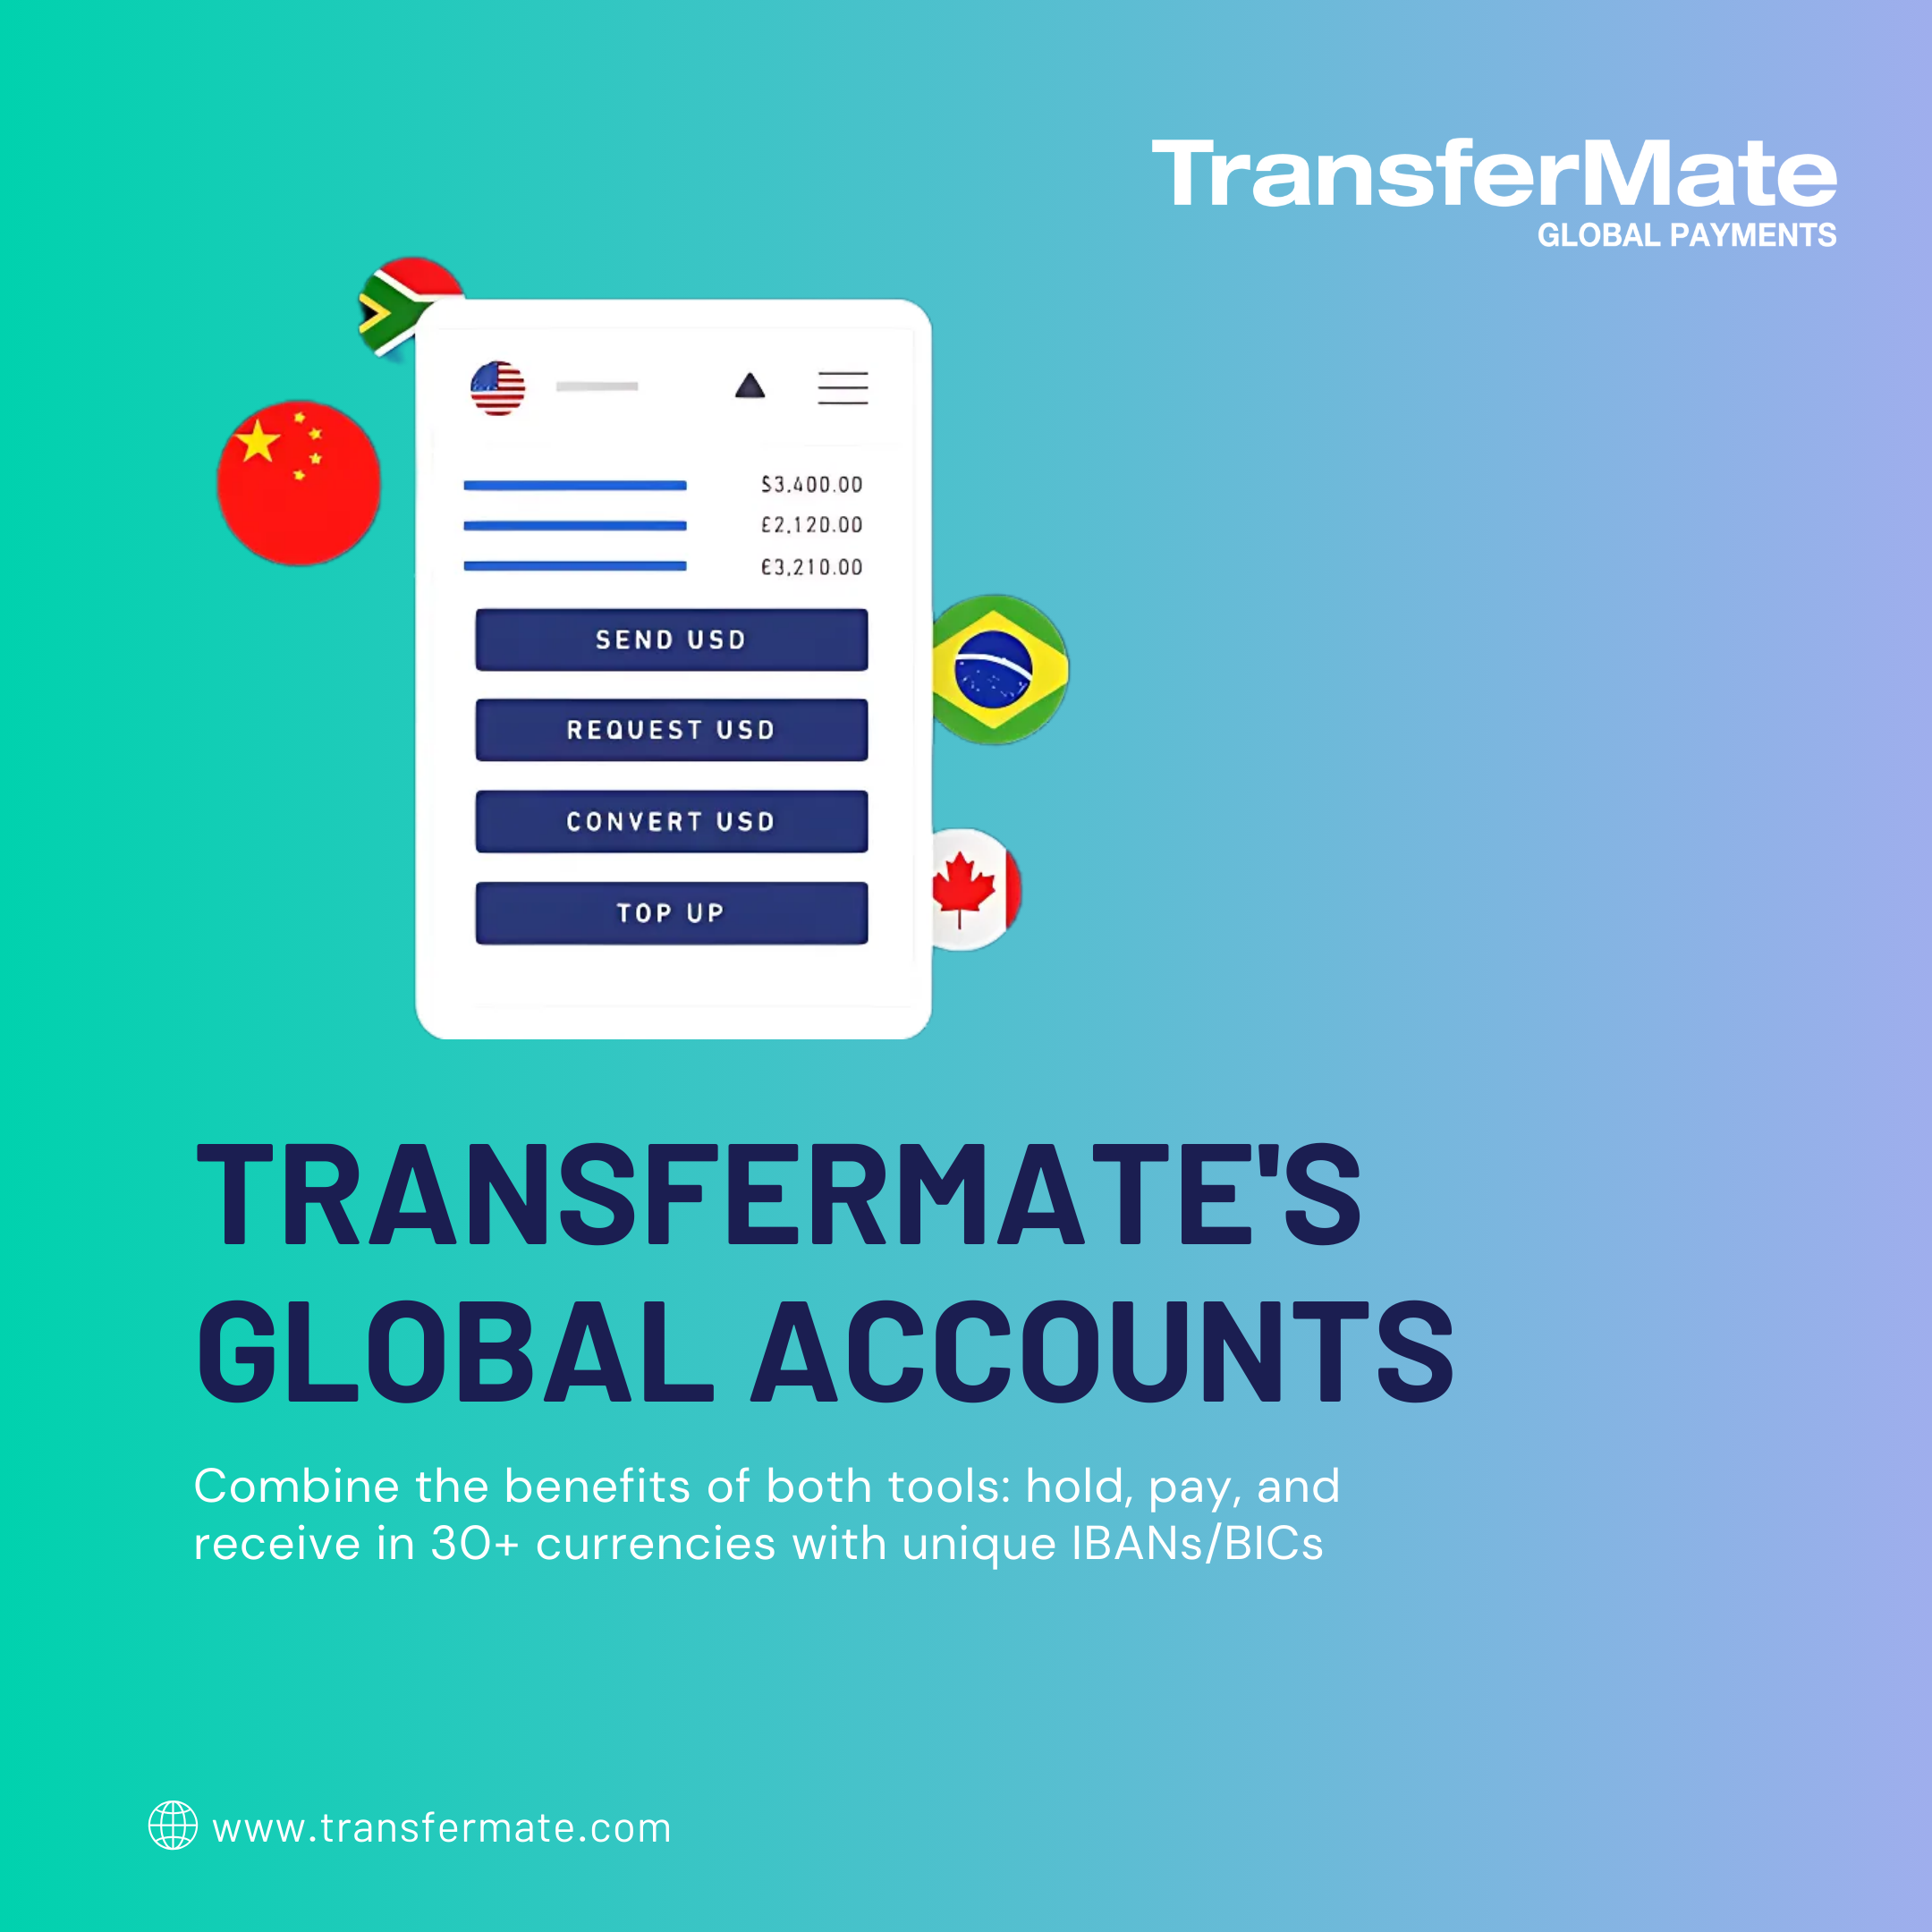 TransferMate
GLOBAL PAYMENTS
$3,400.00
£2,120.00
€3,210.00
SEND USD
REQUEST USD
CONVERT USD
TOP UP
TRANSFERMATE'S
GLOBAL ACCOUNTS
Combine the benefits of both tools: hold, pay, and
receive in 30+ currencies with unique IBANs/BICs
www.transfermate.com